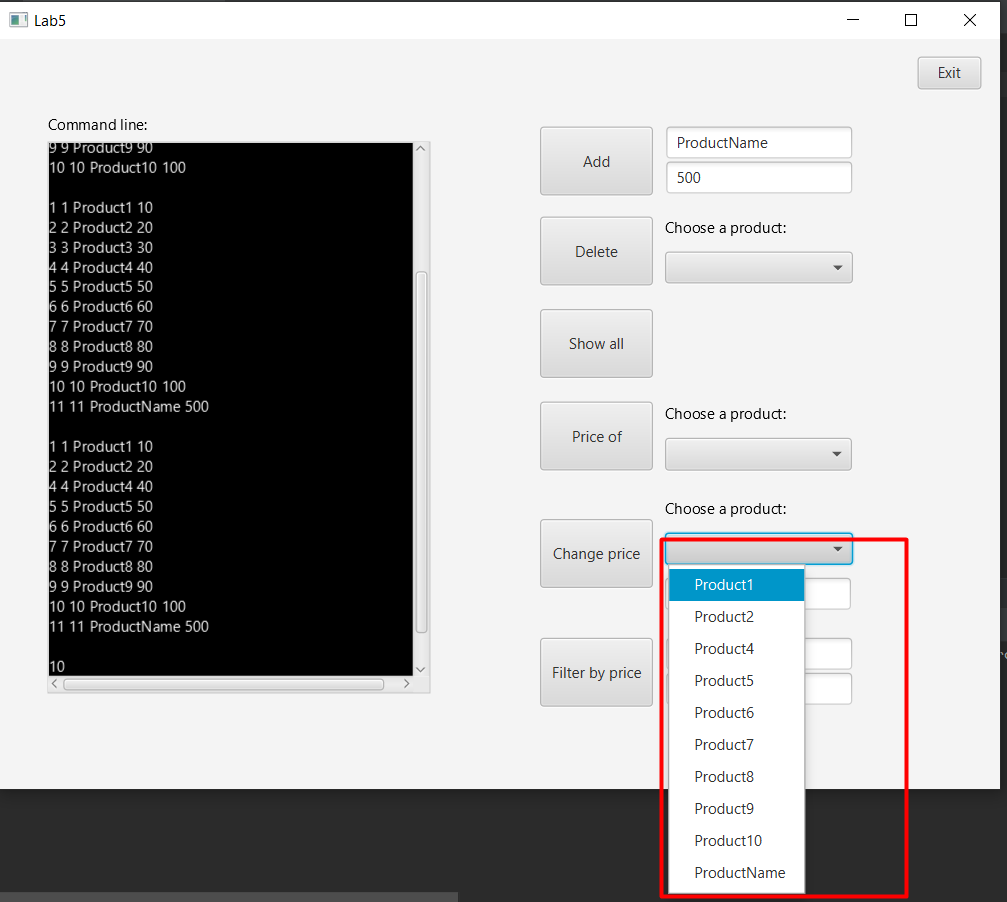 Lab5
Exit
Command line:
9 9 Product9 90
10 10 Product10 100
1 1 Product1 10
2 2 Product2 20
3 3 Product3 30
4 4 Product4 40
5 5 Product5 50
6 6 Product6 60
7 7 Product7 70
8 8 Product8 80
9 9 Product9 90
10 10 Product10 100
11 11 ProductName 500
1 1 Product1 10
2 2 Product2 20
4 4 Product4 40
5 5 Product5 50
6 6 Product6 60
7 7 Product7 70
8 8 Product8 80
9 9 Product9 90
10 10 Product10 100
11 11 ProductName 500
10
Add
ProductName
500
Delete
Choose a product:
Show all
Price of
Choose a product:
Change price
Choose a product:
Filter by price
Product1
Product2
Product4
Product5
Product6
Product7
Product8
Product9
Product10
ProductName